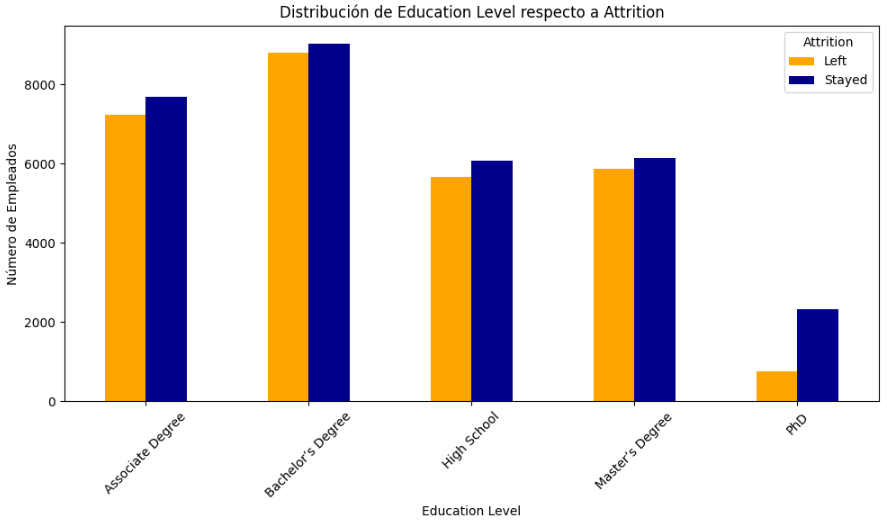 Distribución de Education Level respecto a Attrition
Attrition
Left
Stayed
Número de Empleados
8000
6000
4000
2000
0
Associate Degree
Bachelor’s Degree
High School
Master’s Degree
PhD
Education Level